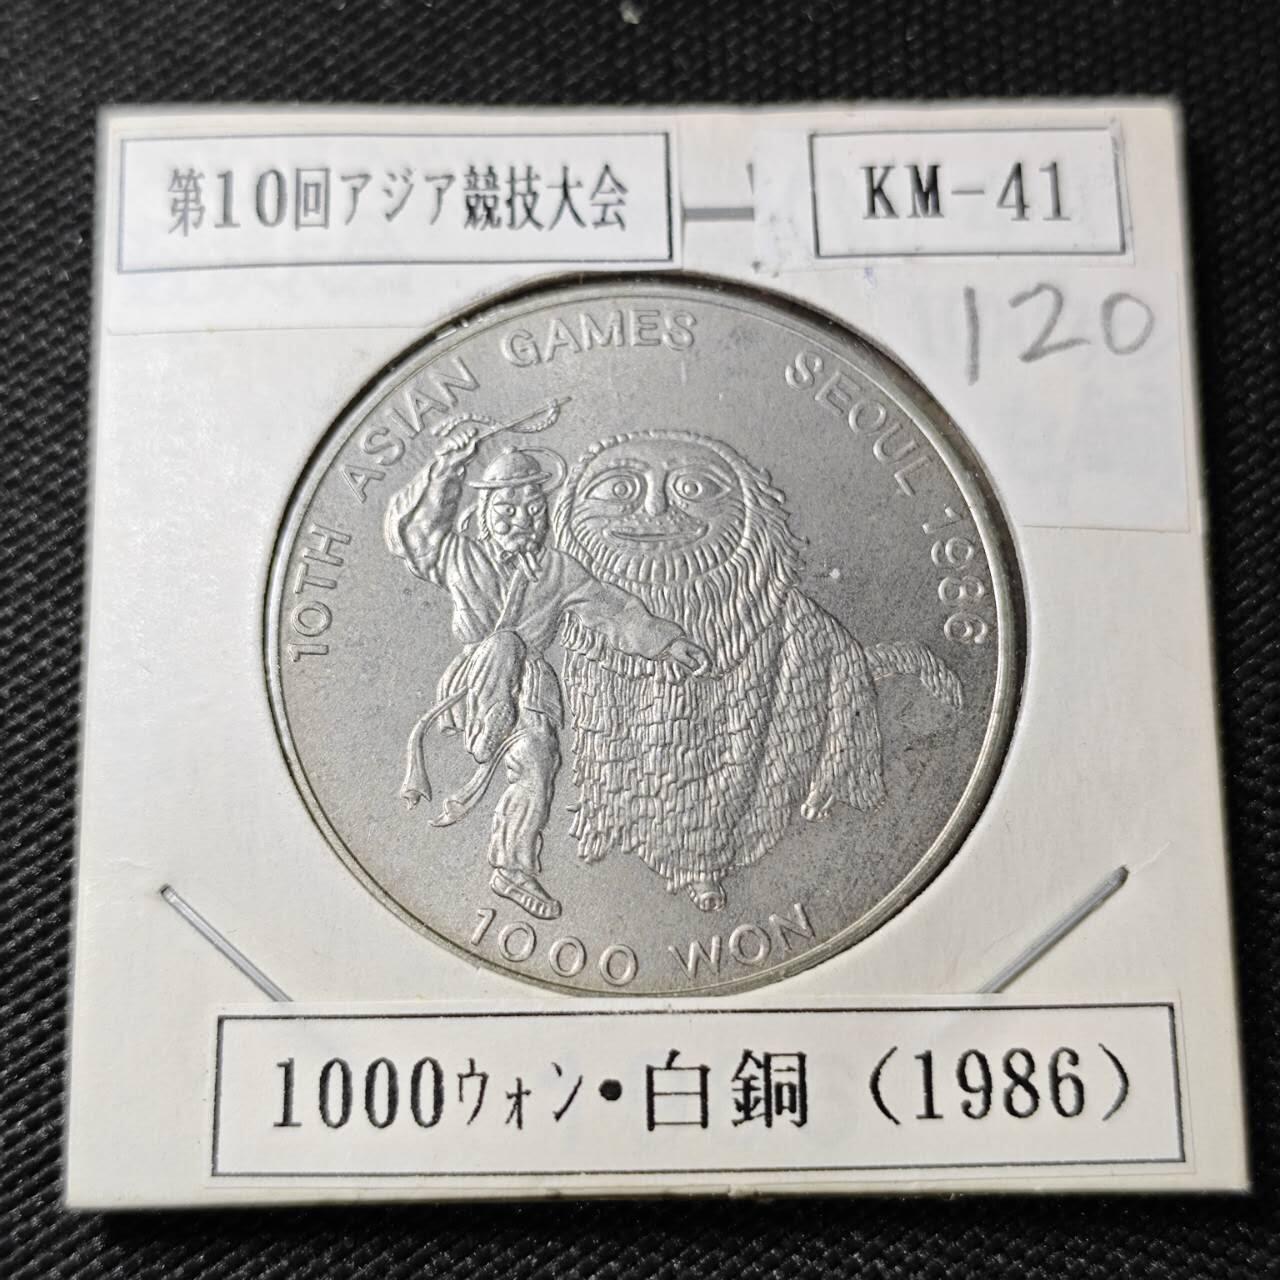 第10回アジア競技大会
KM-41
120
10TH ASIAN GAMES SEOUL 1986
1000 WON
1000ウォン・白銅（1986）